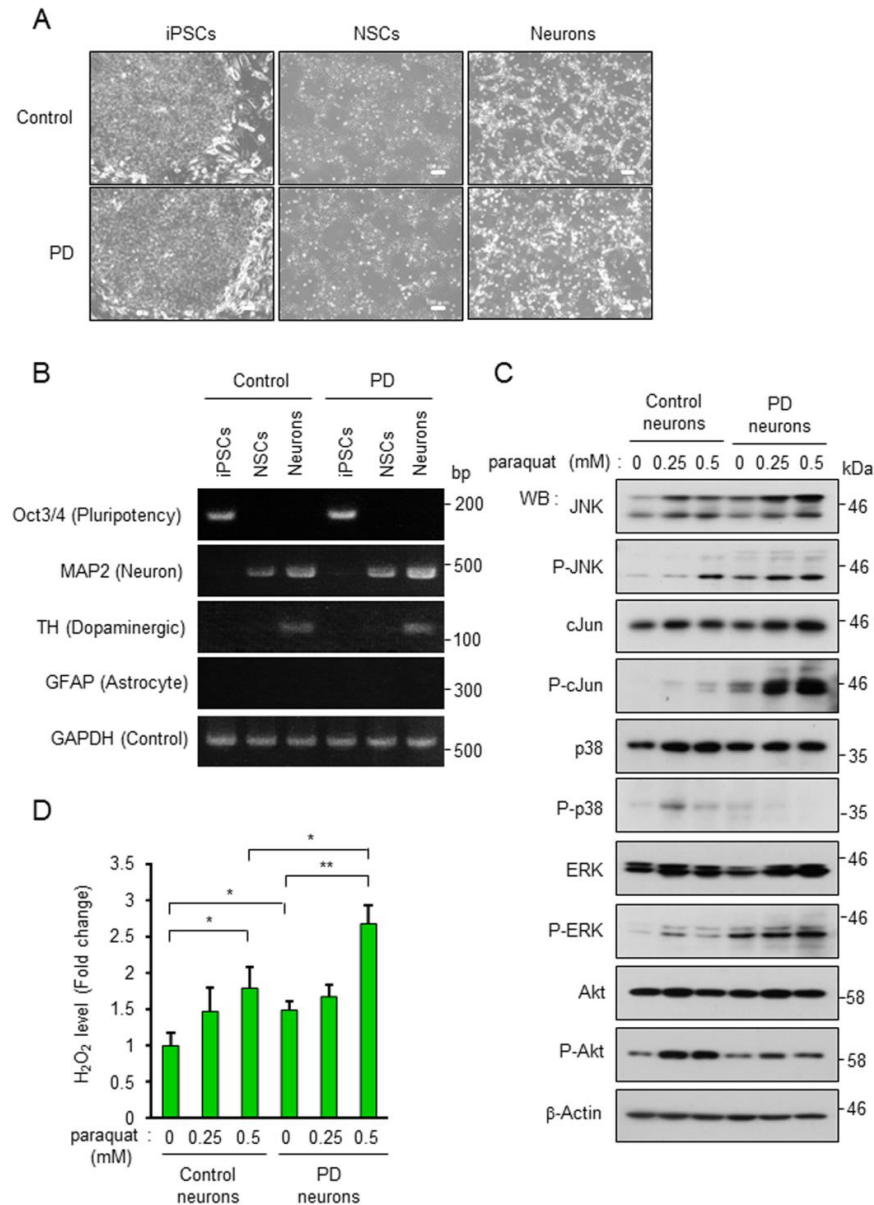 A
iPSCs NSCs Neurons
Control
PD
B
Control PD
iPSCs NSCs Neurons iPSCs NSCs Neurons
bp
Oct3/4 (Pluripotency) 200
MAP2 (Neuron) 500
TH (Dopaminergic) 100
GFAP (Astrocyte) 300
GAPDH (Control) 500
C
Control neurons PD neurons
paraquat (mM) : 0 0.25 0.5 0 0.25 0.5 kDa
WB : JNK 46
P-JNK 46
cJun 46
P-cJun 46
p38 35
P-p38 35
ERK 46
P-ERK 46
Akt 58
P-Akt 58
β-Actin 46
D
* 
**
*
*
H₂O₂ level (Fold change)
3.5
3
2.5
2
1.5
1
0.5
0
paraquat : 0 0.25 0.5 0 0.25 0.5
(mM)
Control neurons PD neurons